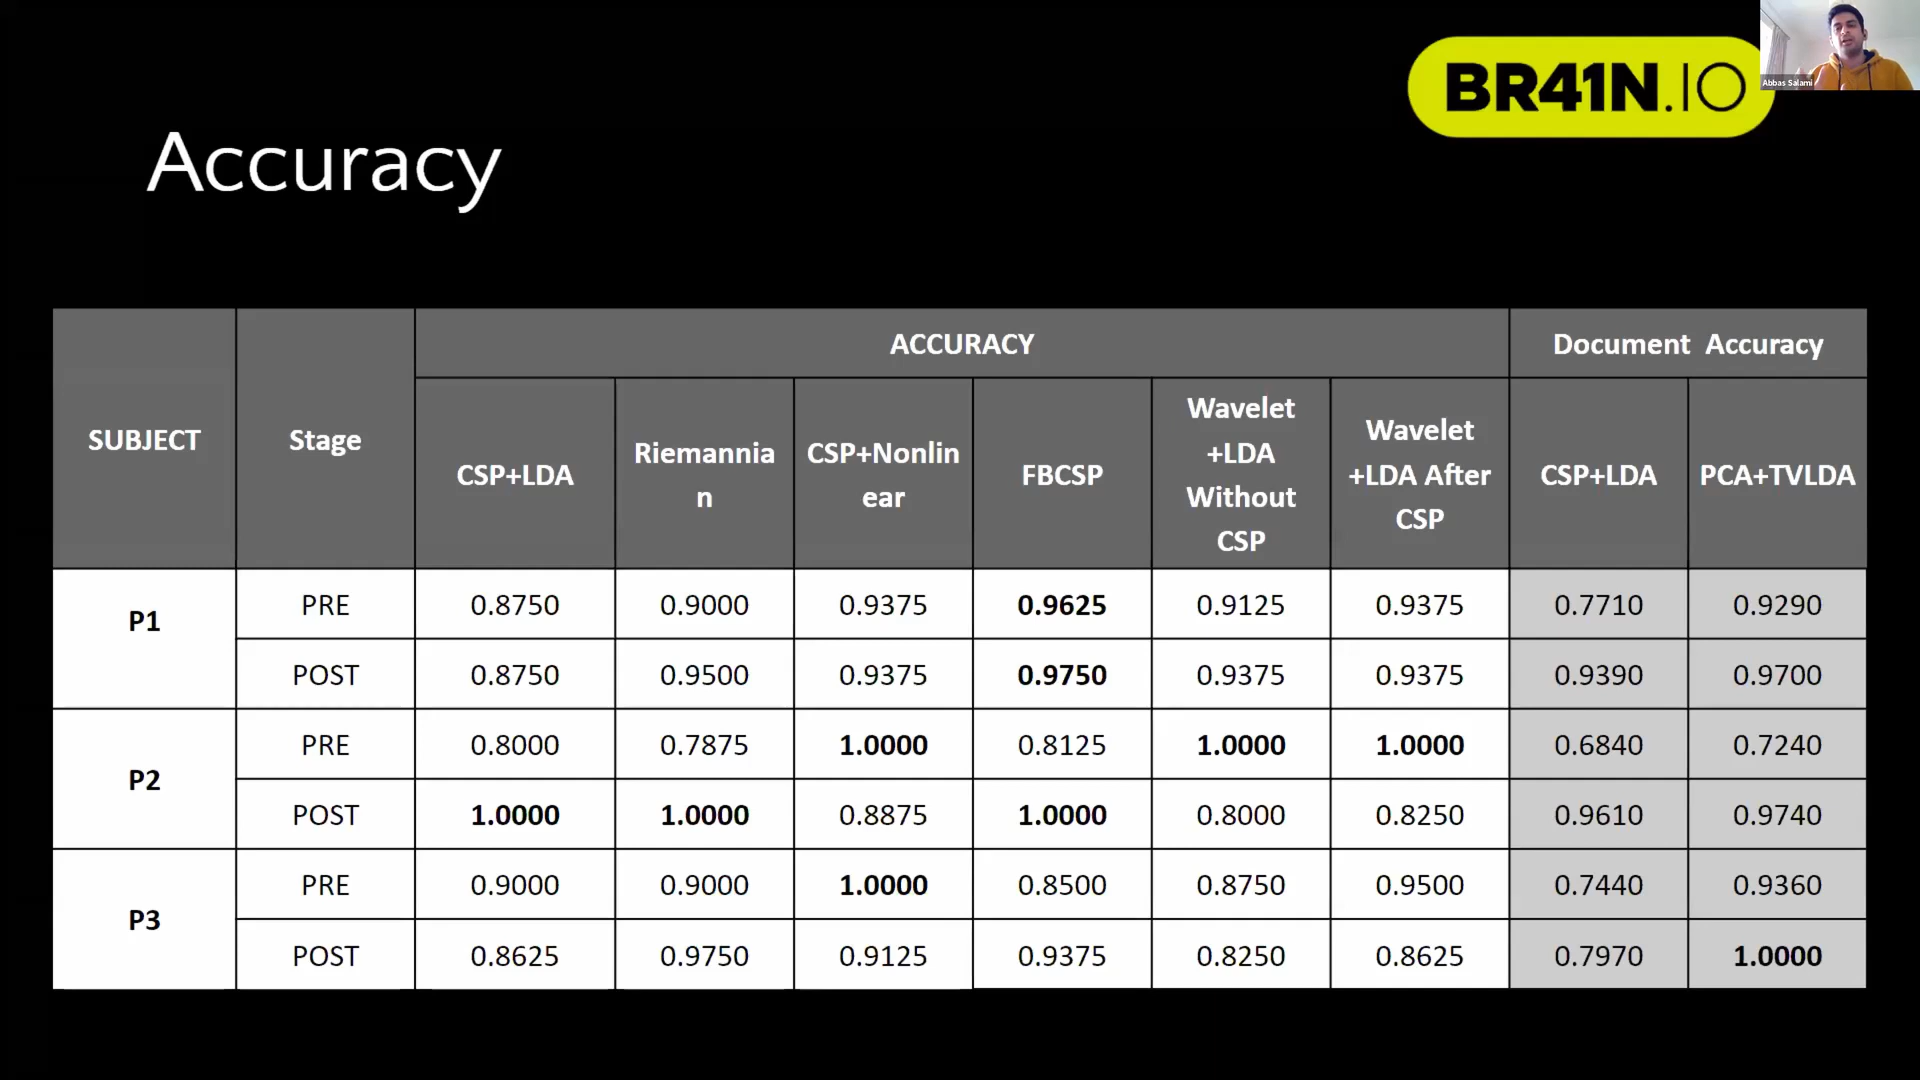 BR41N.IO
Abbas Salami
Accuracy
SUBJECT Stage ACCURACY Document Accuracy
CSP+LDA Riemannia
n CSP+Nonlin
ear FBCSP Wavelet
+LDA
Without
CSP Wavelet
+LDA After
CSP CSP+LDA PCA+TVLDA
P1 PRE 0.8750 0.9000 0.9375 0.9625 0.9125 0.9375 0.7710 0.9290
POST 0.8750 0.9500 0.9375 0.9750 0.9375 0.9375 0.9390 0.9700
P2 PRE 0.8000 0.7875 1.0000 0.8125 1.0000 1.0000 0.6840 0.7240
POST 1.0000 1.0000 0.8875 1.0000 0.8000 0.8250 0.9610 0.9740
P3 PRE 0.9000 0.9000 1.0000 0.8500 0.8750 0.9500 0.7440 0.9360
POST 0.8625 0.9750 0.9125 0.9375 0.8250 0.8625 0.7970 1.0000